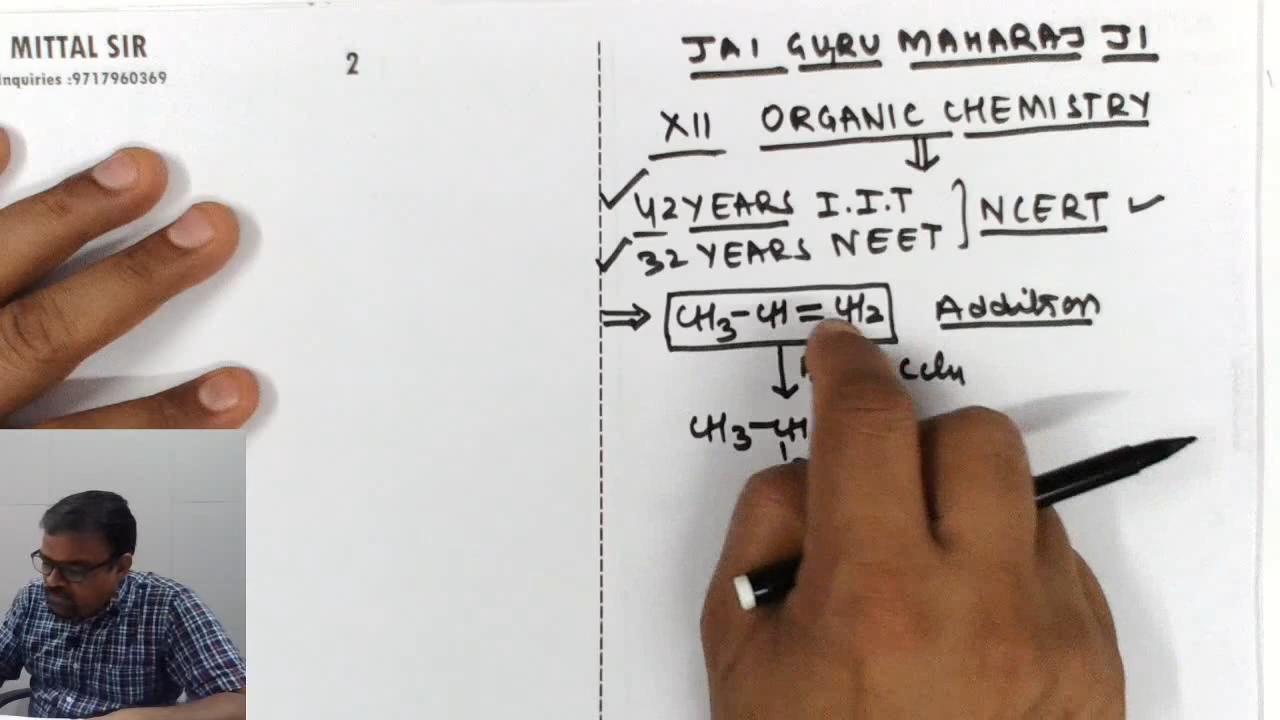 MITTAL SIR
Inquiries :9717960369
2
JAI GURU MAHARAJ JI
XII ORGANIC CHEMISTRY
42 YEARS I.I.T
32 YEARS NEET
NCERT
CH3-CH=CH2 Addition
CCl4
CH3-CH